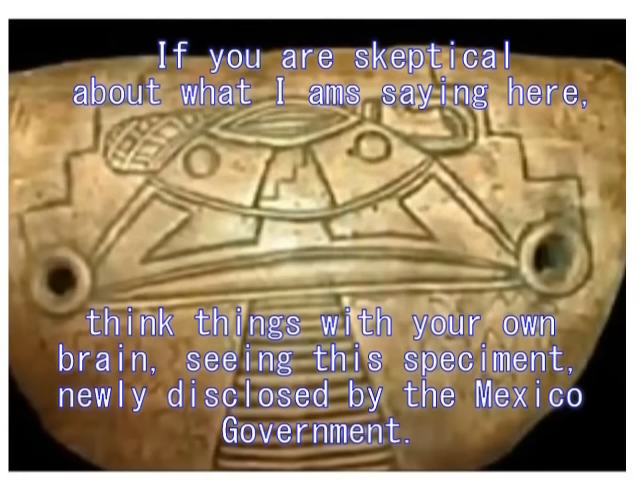 If you are skeptical
about what I ams saying here,
think things with your own
brain, seeing this speciment,
newly disclosed by the Mexico
Government.